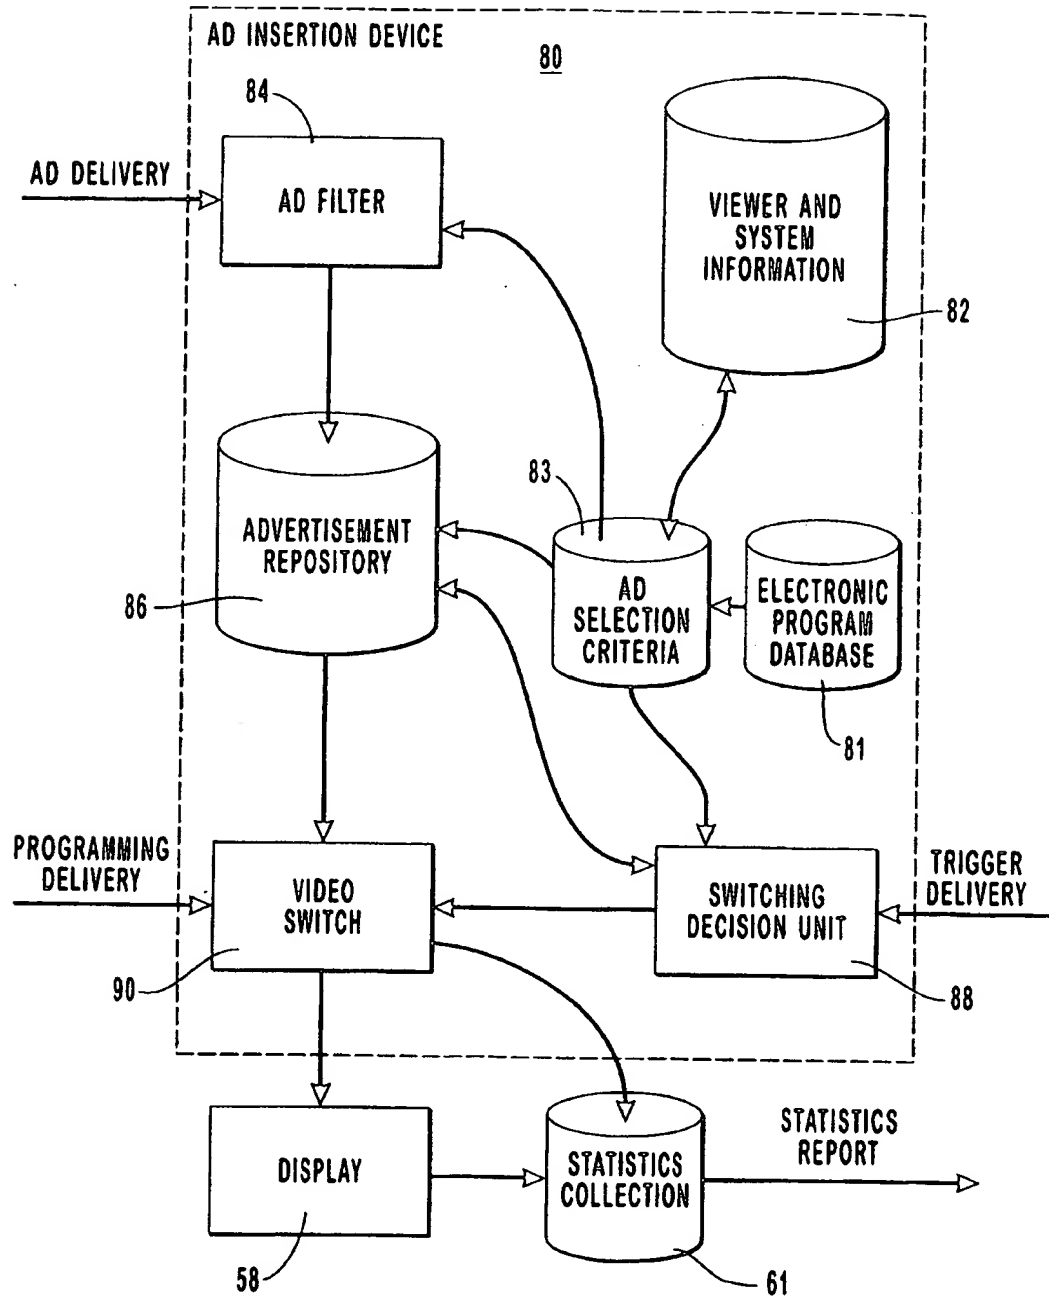 AD INSERTION DEVICE
80
84
AD DELIVERY
AD FILTER
VIEWER AND
SYSTEM
INFORMATION
82
83
ADVERTISEMENT
REPOSITORY
86
AD
SELECTION
CRITERIA
ELECTRONIC
PROGRAM
DATABASE
81
PROGRAMMING
DELIVERY
VIDEO
SWITCH
90
SWITCHING
DECISION UNIT
88
TRIGGER
DELIVERY
DISPLAY
58
STATISTICS
COLLECTION
61
STATISTICS
REPORT